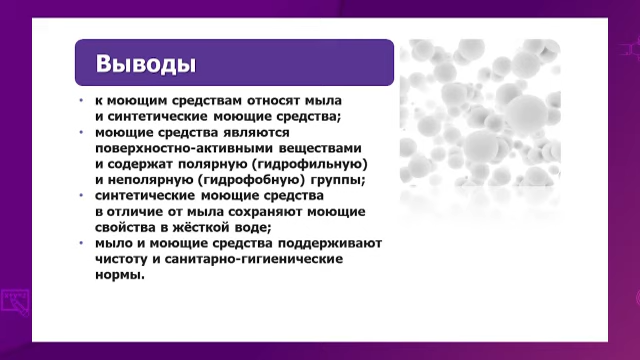 Выводы
• к моющим средствам относят мыла
и синтетические моющие средства;
• моющие средства являются
поверхностно-активными веществами
и содержат полярную (гидрофильную)
и неполярную (гидрофобную) группы;
• синтетические моющие средства
в отличие от мыла сохраняют моющие
свойства в жёсткой воде;
• мыло и моющие средства поддерживают
чистоту и санитарно-гигиенические
нормы.